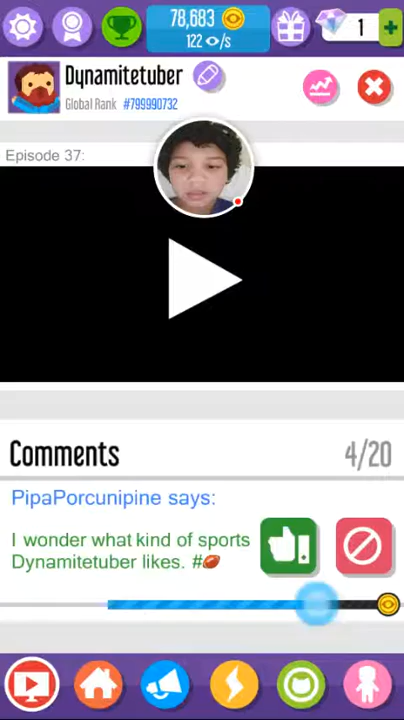 78,683
122 /s
1
Dynamitetuber
Global Rank #799990732
Episode 37:
Comments 4/20
PipaPorcunipine says:
I wonder what kind of sports
Dynamitetuber likes. #🏈